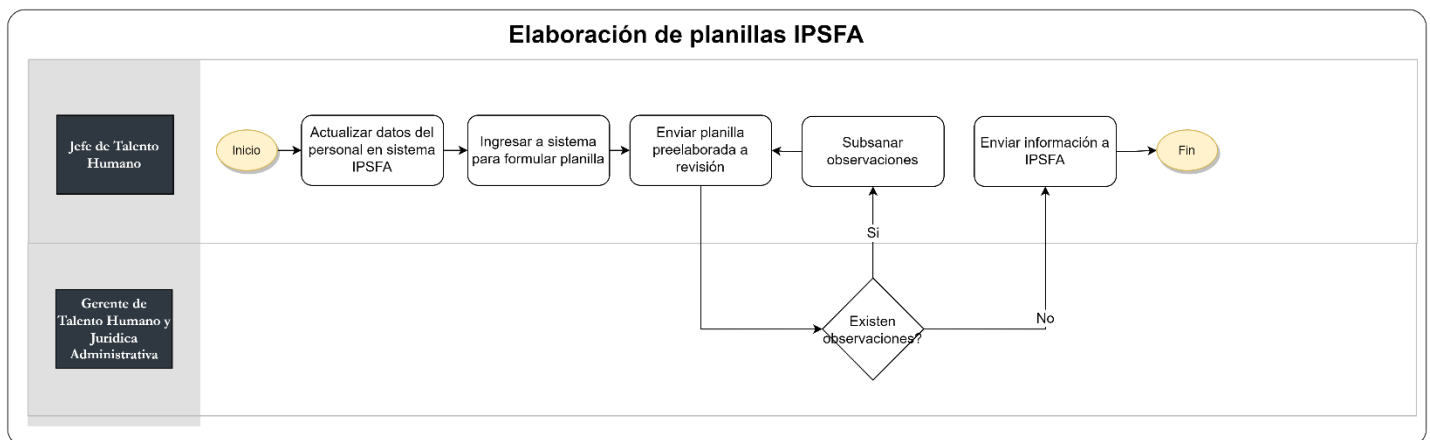 Elaboración de planillas IPSFA
Jefe de Talento
Humano
Inicio
Actualizar datos del
personal en sistema
IPSFA
Ingresar a sistema
para formular planilla
Enviar planilla
preelaborada a
revisión
Subsanar
observaciones
Enviar información a
IPSFA
Fin
Si
No
Gerente de
Talento Humano y
Juridica
Administrativa
Existen
observaciones?